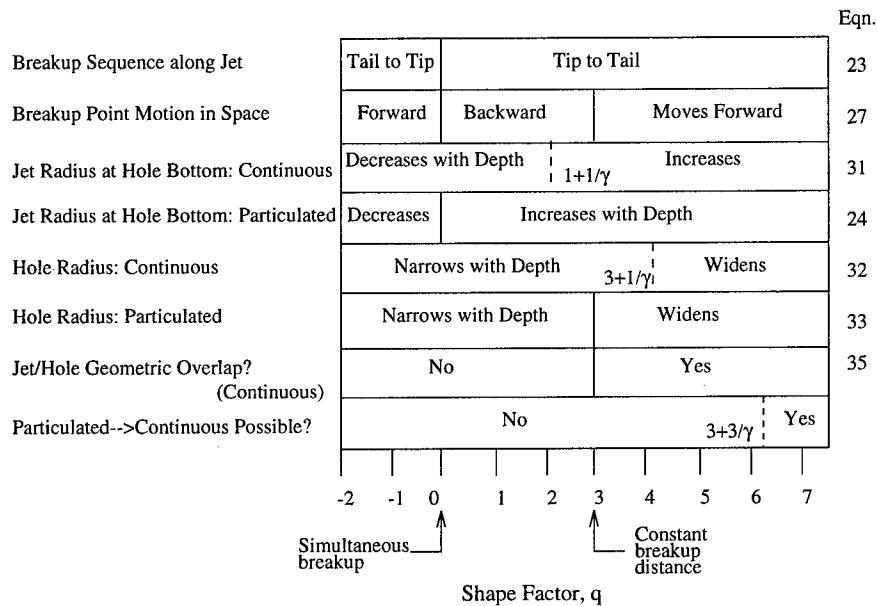 Eqn.
Breakup Sequence along Jet Tail to Tip Tip to Tail 23
Breakup Point Motion in Space Forward Backward Moves Forward 27
Jet Radius at Hole Bottom: Continuous Decreases with Depth 1+1/γ Increases 31
Jet Radius at Hole Bottom: Particulated Decreases Increases with Depth 24
Hole Radius: Continuous Narrows with Depth 3+1/γ Widens 32
Hole Radius: Particulated Narrows with Depth Widens 33
Jet/Hole Geometric Overlap? No Yes 35
(Continuous)
Particulated-->Continuous Possible? No 3+3/γ Yes
-2 -1 0 1 2 3 4 5 6 7
Simultaneous breakup
Constant breakup distance
Shape Factor, q